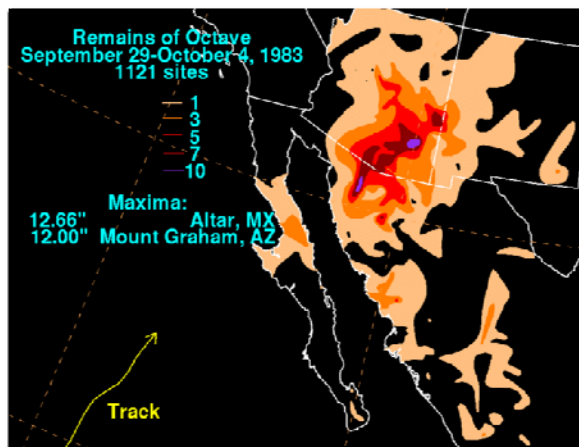 Remains of Octave
September 29-October 4, 1983
1121 sites
1
3
5
7
10
Maxima:
12.66" Altar, MX
12.00" Mount Graham, AZ
Track